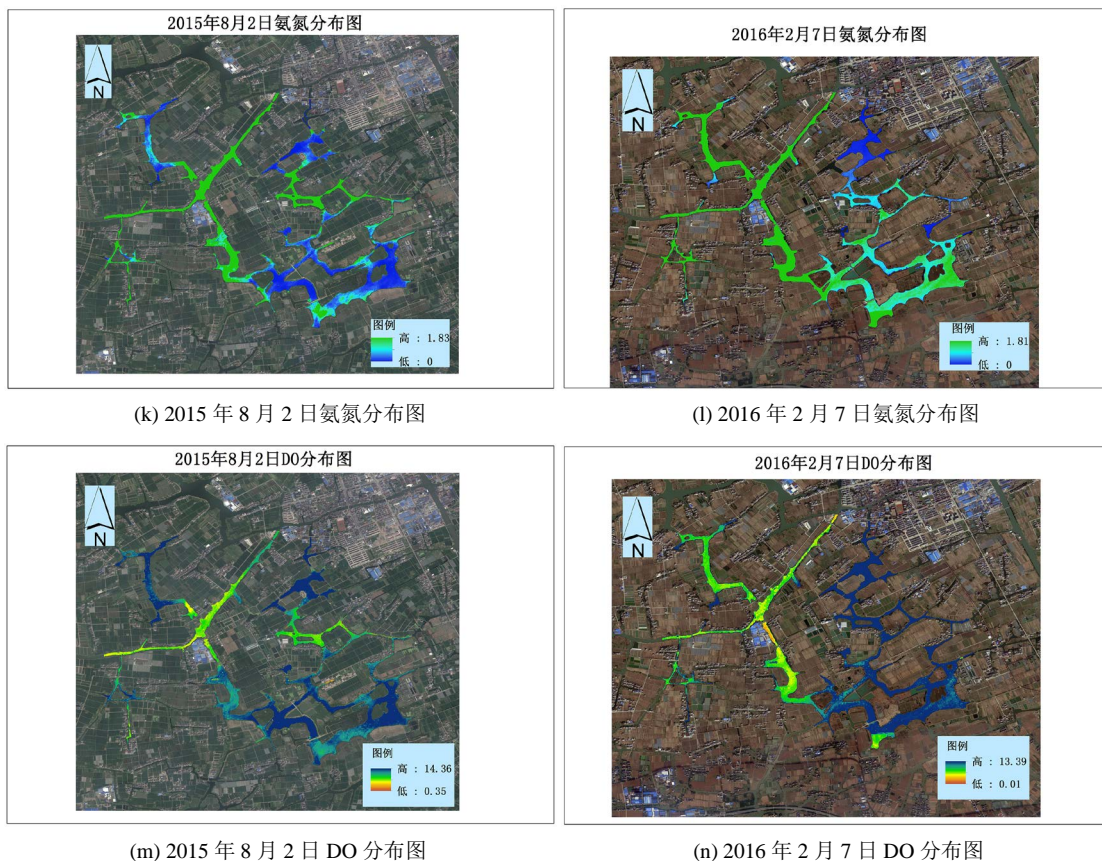 2015年8月2日氨氮分布图
N
图例
高 : 1.83
低 : 0
(k) 2015 年 8 月 2 日氨氮分布图
2016年2月7日氨氮分布图
N
图例
高 : 1.81
低 : 0
(l) 2016 年 2 月 7 日氨氮分布图
2015年8月2日DO分布图
N
图例
高 : 14.36
低 : 0.35
(m) 2015 年 8 月 2 日 DO 分布图
2016年2月7日DO分布图
N
图例
高 : 13.39
低 : 0.01
(n) 2016 年 2 月 7 日 DO 分布图